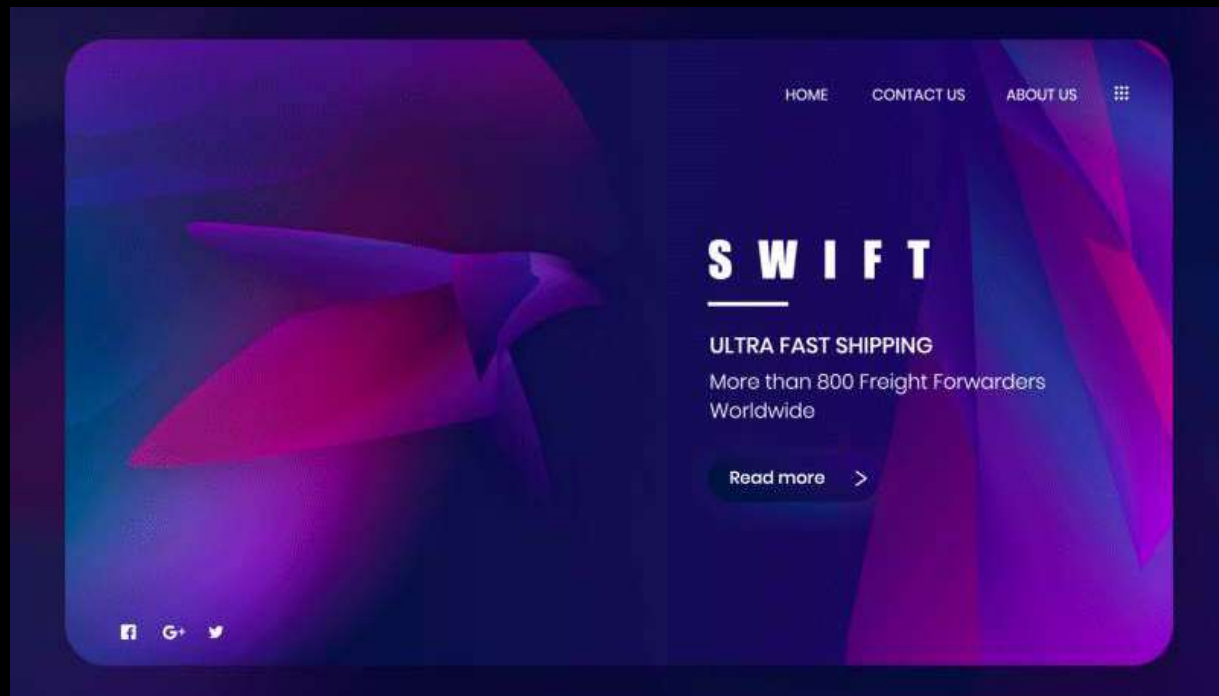 HOME CONTACT US ABOUT US
SWIFT
ULTRA FAST SHIPPING
More than 800 Freight Forwarders
Worldwide
Read more >
G+